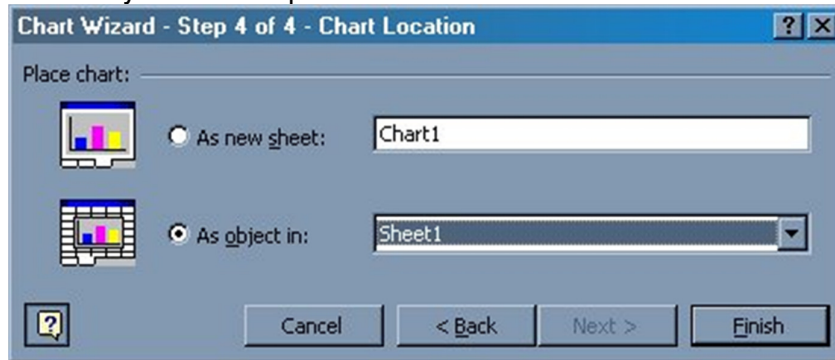 Chart Wizard - Step 4 of 4 - Chart Location
Place chart:
As new sheet: Chart1
As object in: Sheet1
Cancel < Back Next > Finish